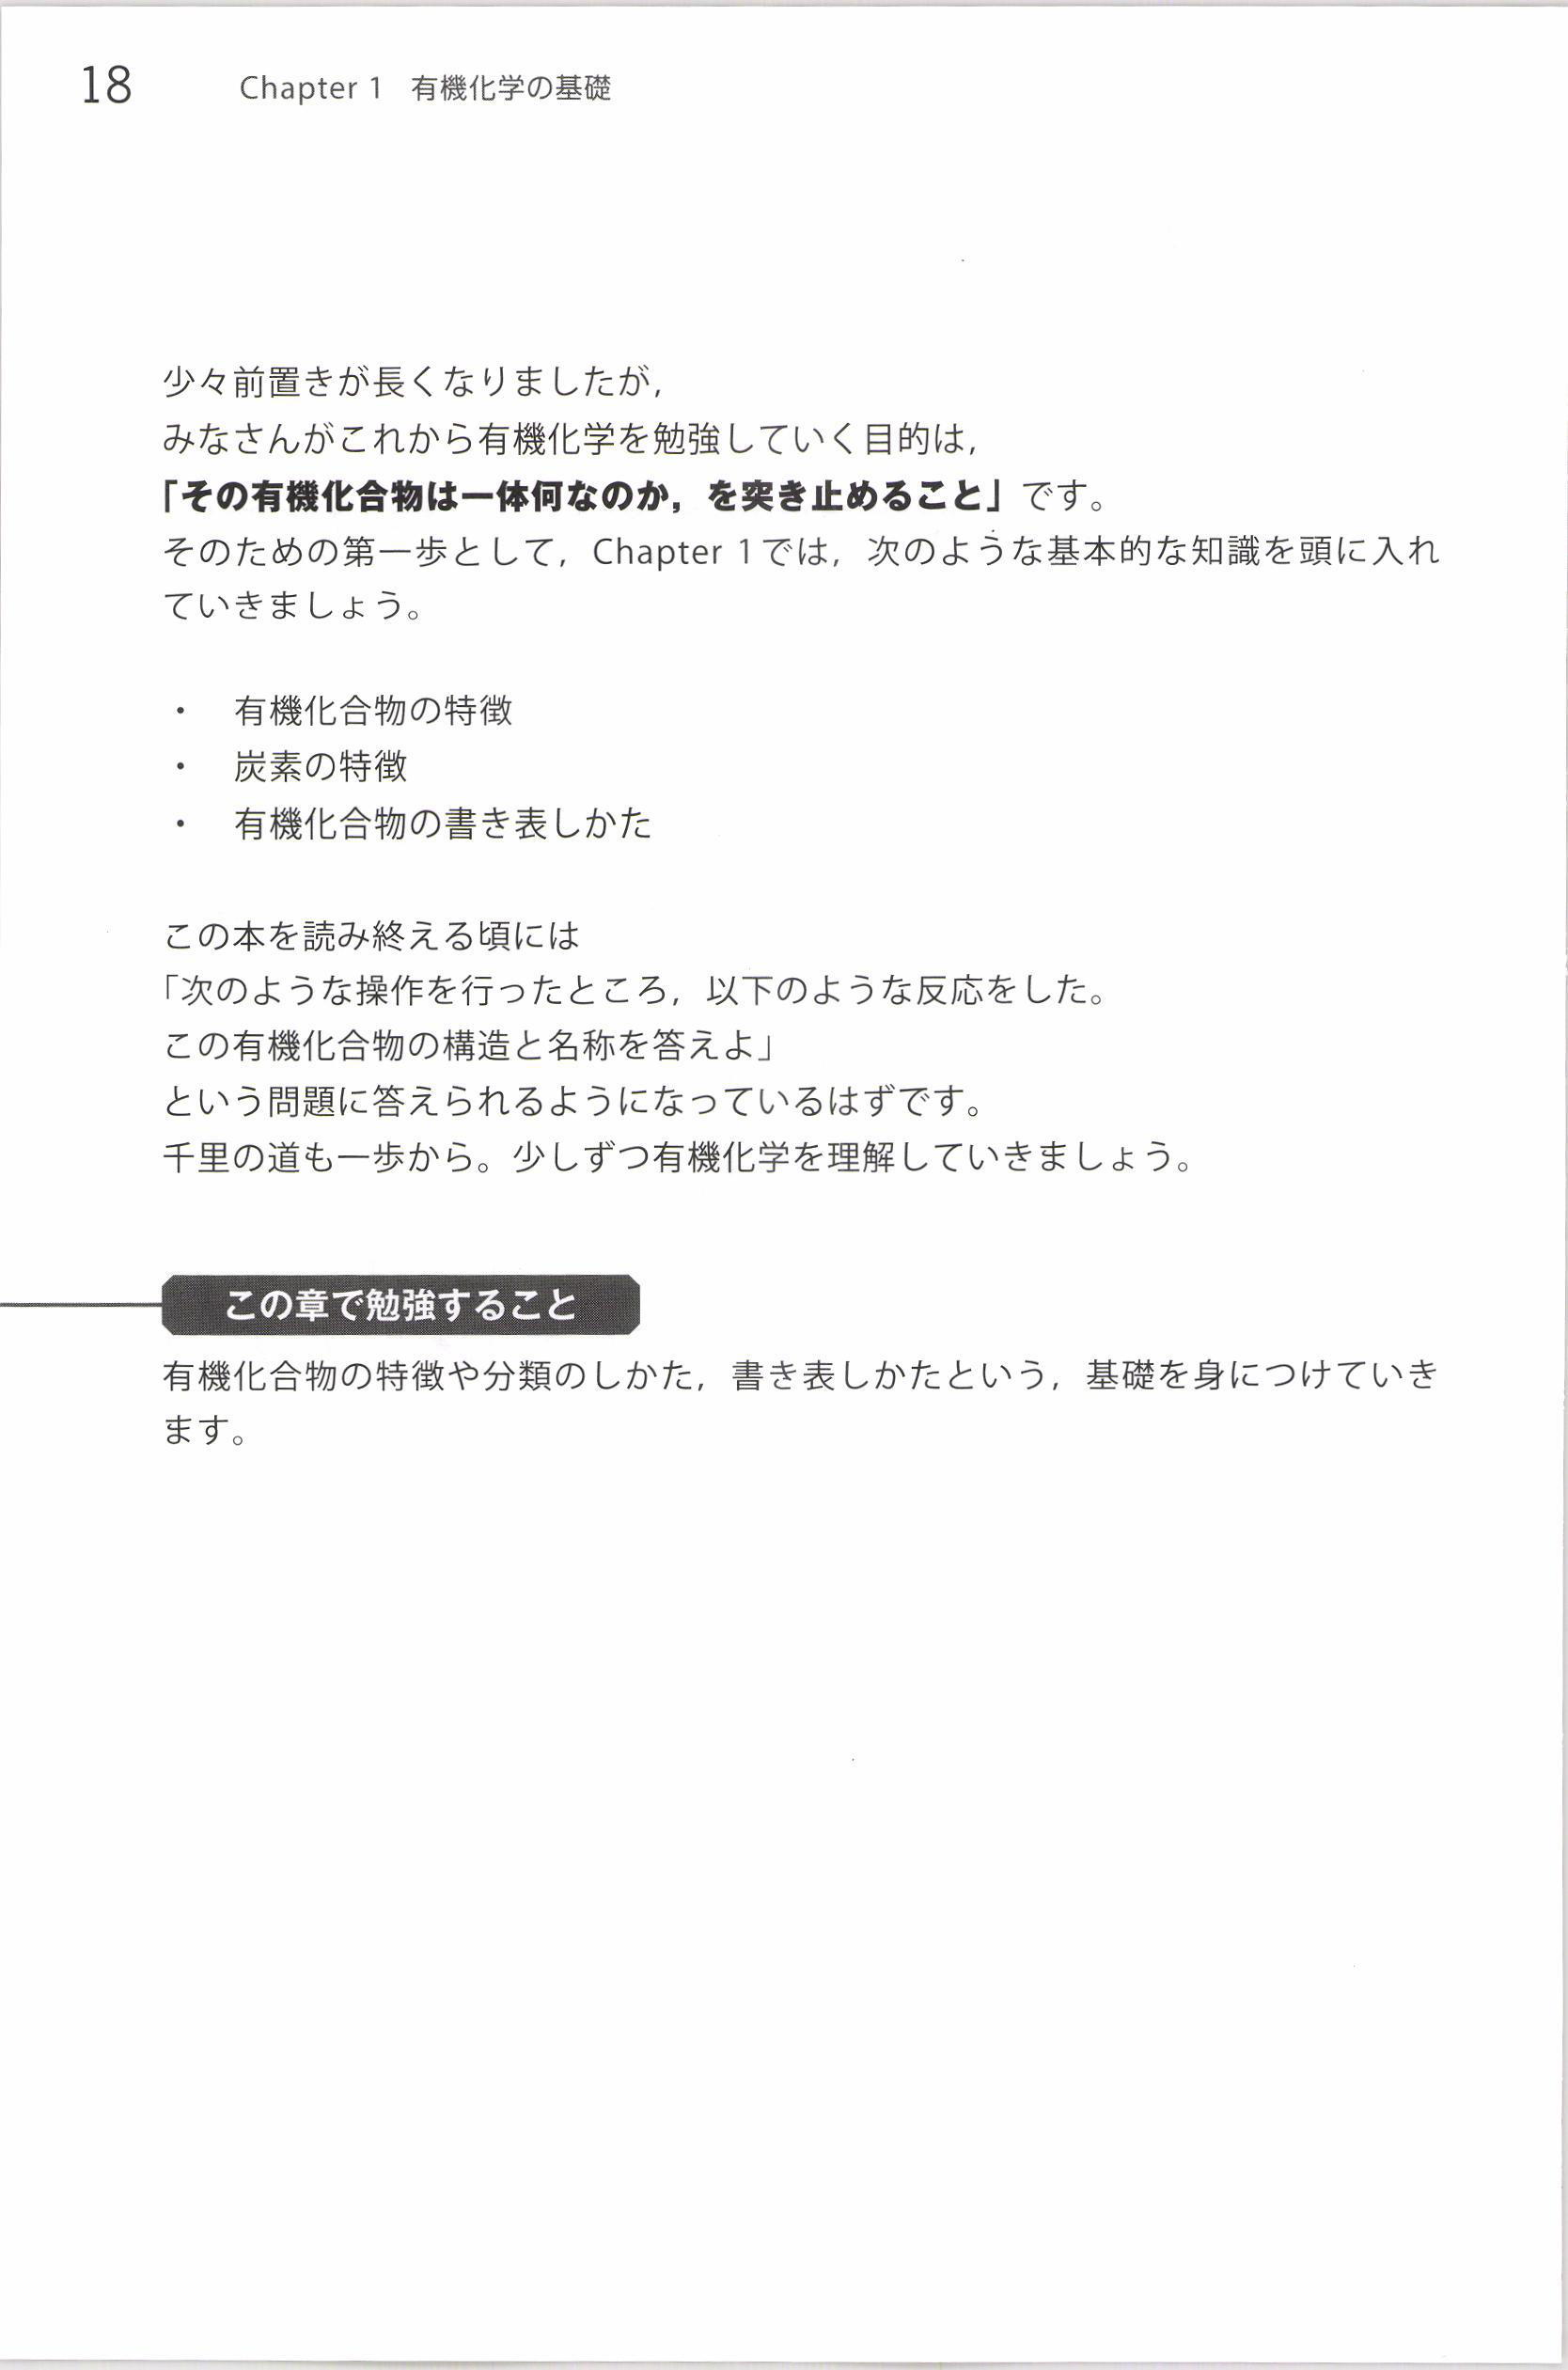 18 Chapter 1 有機化学の基礎
少々前置きが長くなりましたが，
みなさんがこれから有機化学を勉強していく目的は，
「その有機化合物は一体何なのか，を突き止めること」です。
そのための第一歩として，Chapter 1では，次のような基本的な知識を頭に入れ
ていきましょう。
・ 有機化合物の特徴
・ 炭素の特徴
・ 有機化合物の書き表しかた
この本を読み終える頃には
「次のような操作を行ったところ，以下のような反応をした。
この有機化合物の構造と名称を答えよ」
という問題に答えられるようになっているはずです。
千里の道も一歩から。少しずつ有機化学を理解していきましょう。
この章で勉強すること
有機化合物の特徴や分類のしかた，書き表しかたという，基礎を身につけていき
ます。